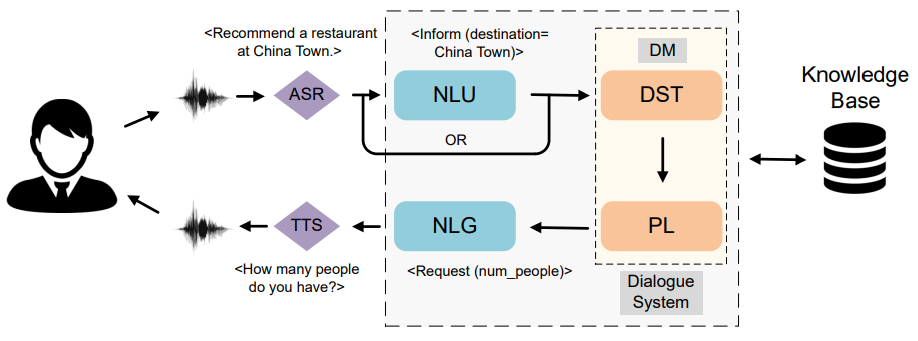 <Recommend a restaurant
at China Town.>
<Inform (destination=
China Town)>
DM
Knowledge
Base
ASR
NLU
DST
OR
TTS
NLG
PL
<How many people
do you have?>
<Request (num_people)>
Dialogue
System